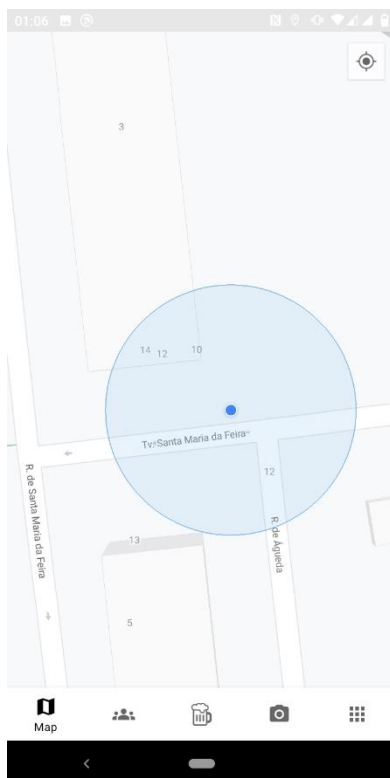 01:06
3
14
12
10
Tv. Santa Maria da Feira
12
R. de Santa Maria da Feira
R. de Águeda
13
5
Map